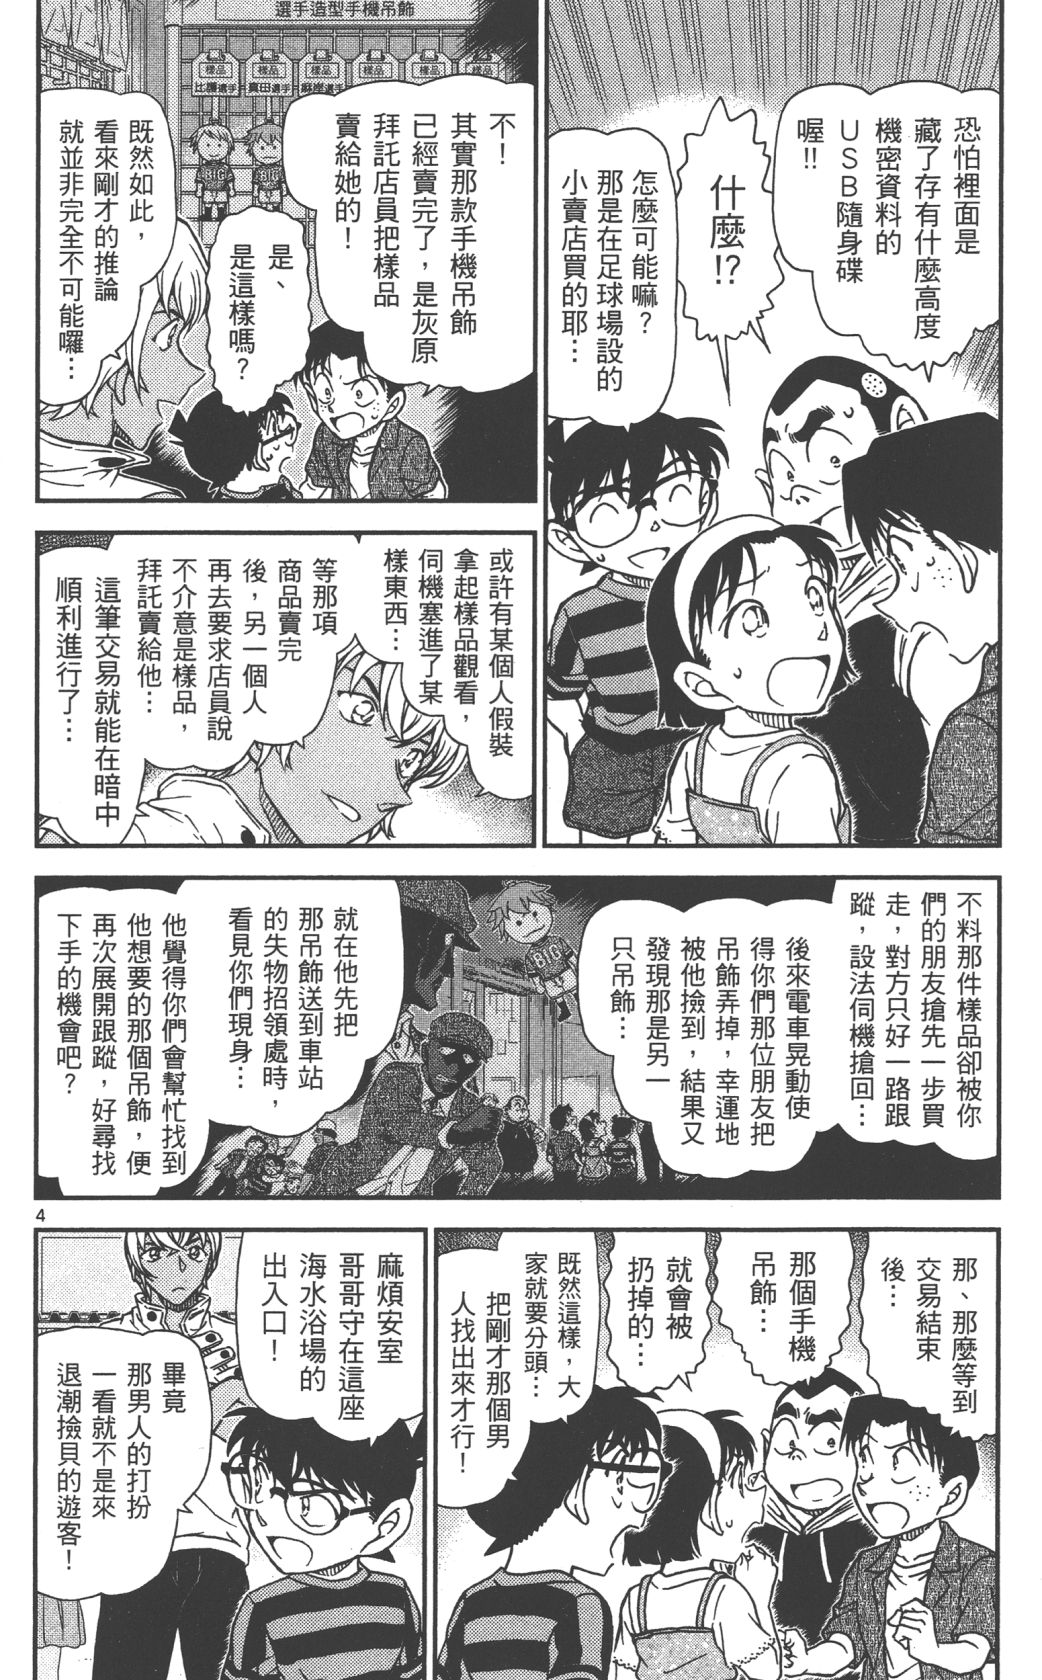 恐怕裡面是
藏了存有什麼高度
機密資料的
USB隨身碟
喔!!
什麼!?
怎麼可能嘛?
那是在足球場設的
小賣店買的耶…
選手造型手機吊飾
樣品
樣品
樣品
樣品
樣品
樣品
比護選手
真田選手
麻座選手
BIG
BIG
不!
其實那款手機吊飾
已經賣完了,是灰原
拜託店員把樣品
賣給她的!
是、
是這樣嗎?
既然如此,
看來剛才的推論
就並非完全不可能囉…
或許有某個人假裝
拿起樣品觀看,
伺機塞進了某
樣東西…
等那項
商品賣完
後,另一個人
再去要求店員說
不介意是樣品,
拜託賣給他…
這筆交易就能在暗中
順利進行了…
不料那件樣品卻被你
們的朋友搶先一步買
走,對方只好一路跟
蹤,設法伺機搶回…
後來電車晃動使
得你們那位朋友把
吊飾弄掉,幸運地
被他撿到,結果又
發現那是另一
只吊飾…
BIG
就在他先把
那吊飾送到車站
的失物招領處時,
看見你們現身…
他覺得你們會幫忙找到
他想要的那個吊飾,便
再次展開跟蹤,好尋找
下手的機會吧?
那、那麼等到
交易結束
後…
那個手機
吊飾…
就會被
扔掉的…
既然這樣,大
家就要分頭…
把剛才那個男
人找出來才行!
麻煩安室
哥哥守在這座
海水浴場的
出入口!
畢竟
那男人的打扮
一看就不是來
退潮撿貝的遊客!
4